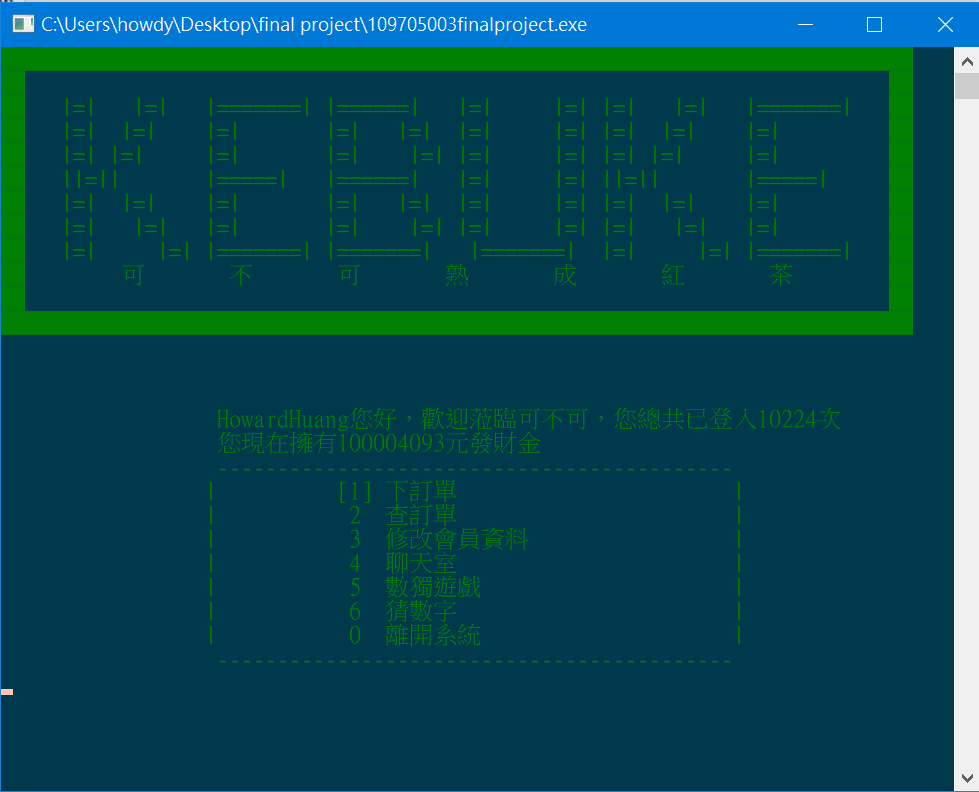 C:\Users\howdy\Desktop\final project\109705003finalproject.exe
KEBUKE
可 不 可 熟 成 紅 茶
HowardHuang您好，歡迎蒞臨可不可，您總共已登入10224次
您現在擁有100004093元發財金
[1] 下訂單
2 查訂單
3 修改會員資料
4 聊天室
5 數獨遊戲
6 猜數字
0 離開系統